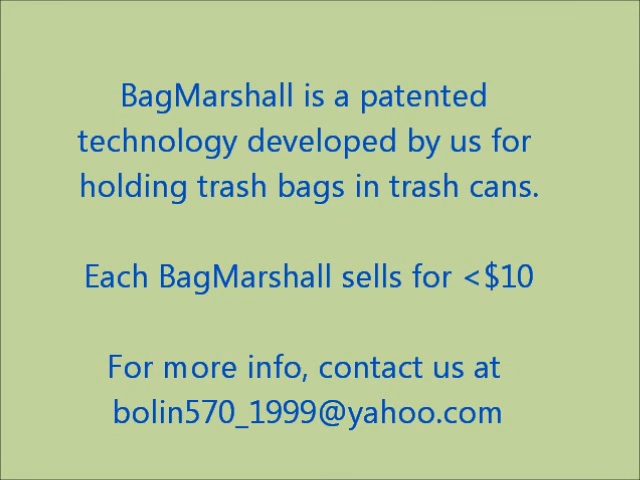 BagMarshall is a patented
technology developed by us for
holding trash bags in trash cans.
Each BagMarshall sells for <$10
For more info, contact us at
bolin570_1999@yahoo.com